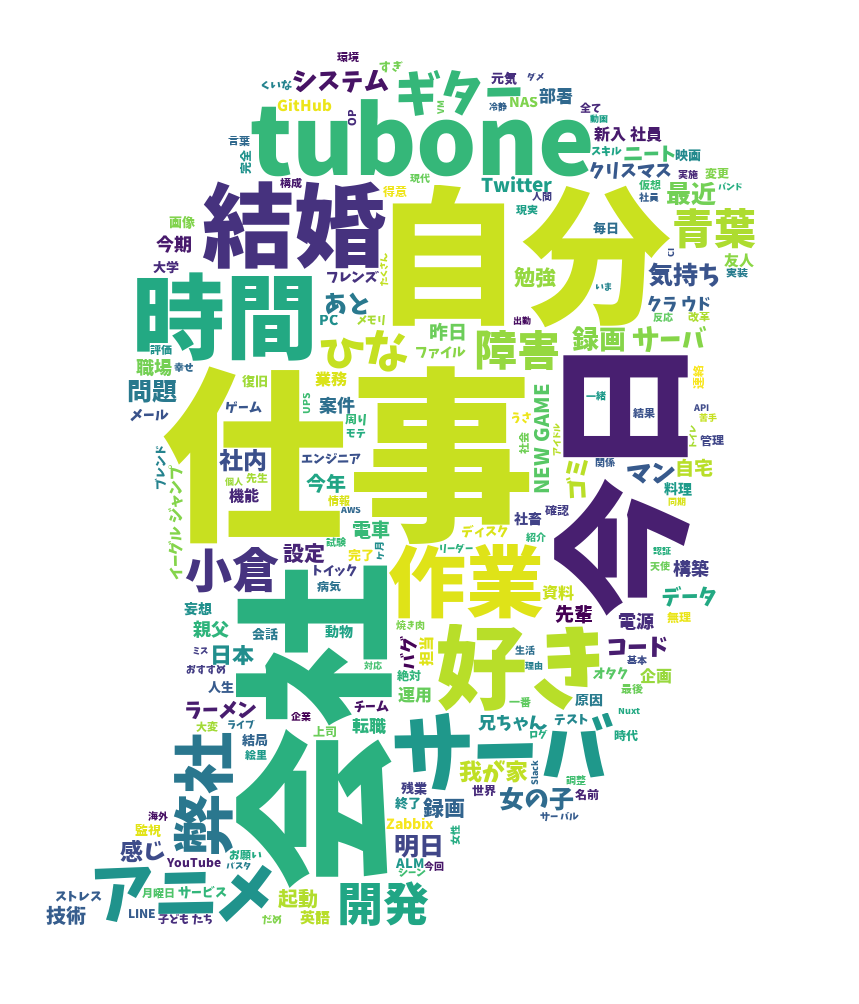 環境
すぎ
システム
ギター
元気
ダメ
くいな
GitHub
OP
VM
冷静
NAS
部署
全て
動画
tubone
言葉
完全
新入 社員
スキル
ニート
映画
構成
現代
Twitter
クリスマス
実施
結婚
得意
自分
人間
仮想
社員
最近
変更
バンド
現実
画像
毎日
青葉
今期
たくさん
CI
友人
大学
フレンズ
勉強
気持ち
実装
時間
あと
いま
クラウド
PC
メモリ
昨日
出勤
反応
改革
評価
ひな
障害
録画 サーバ
職場
幸せ
ファイル
今日
連絡
問題
復旧
業務
仕事
一緒
メール
ゲーム
UPS
案件
周り
モテ
うさ
NEW GAME
結果
API
苦手
社会
アイドル
トイレ
管理
ブレンド
社内
エンジニア
関係
イーグル ジャンプ
個人
先生
今年
ゴミ
マン
自宅
機能
情報
AWS
料理
同期
電車
社畜
確認
ディスク
小倉
設定
試験
完了
ヶ月
リーダー
紹介
認証
トイック
作業
天使
構築
病気
資料
妄想
会社
先輩
データ
焼き肉
電源
無理
親父
会話
動物
好き
ミス
日本
バグ
担当
生活
コード
おすすめ
対応
理由
基本
人生
絶対
オタク
企画
運用
一番
原因
最後
ラーメン
企業
チーム
Nuxt
大変
ライブ
転職
サーバ
兄ちゃん
テスト
弊社
結局
上司
ログ
時代
絵里
我が家
Slack
調整
残業
世界
女の子
名前
終了
録画
サーバル
海外
監視
Zabbix
女性
感じ
お願い
明日
YouTube
パスタ
ALM
今回
シーン
アニメ
ストレス
月曜日
サービス
起動
開発
技術
LINE
子どもたち
だめ
英語